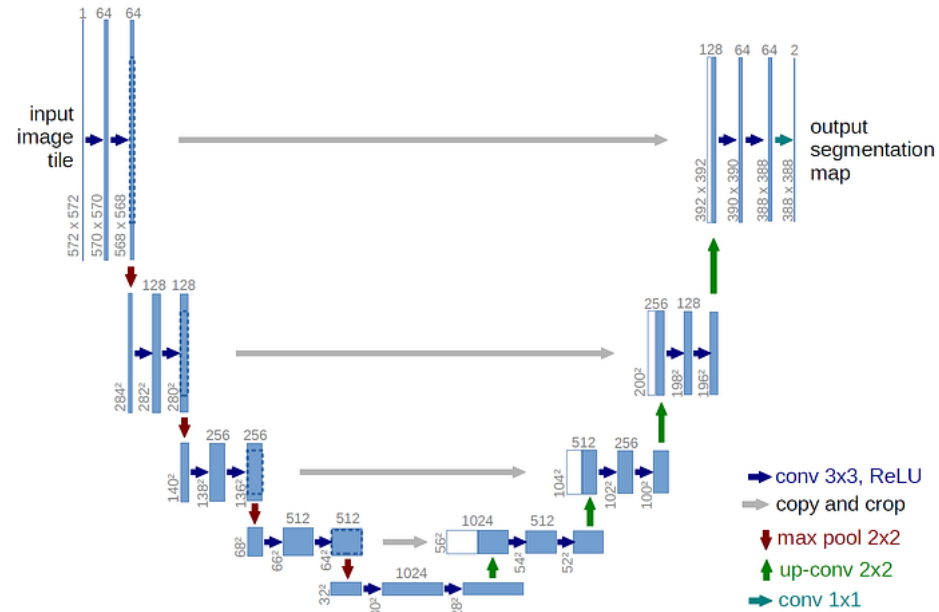 1 64 64
input
image
tile
572 x 572
570 x 570
568 x 568
128 64 64 2
output
segmentation
map
392 x 392
390 x 390
388 x 388
388 x 388
128 128
284²
282²
280²
256 128
200²
198²
196²
256 256
140²
138²
136²
512 256
104²
102²
100²
512 512
68²
66²
64²
1024 512
56²
54²
52²
1024
32²
conv 3x3, ReLU
copy and crop
max pool 2x2
up-conv 2x2
conv 1x1